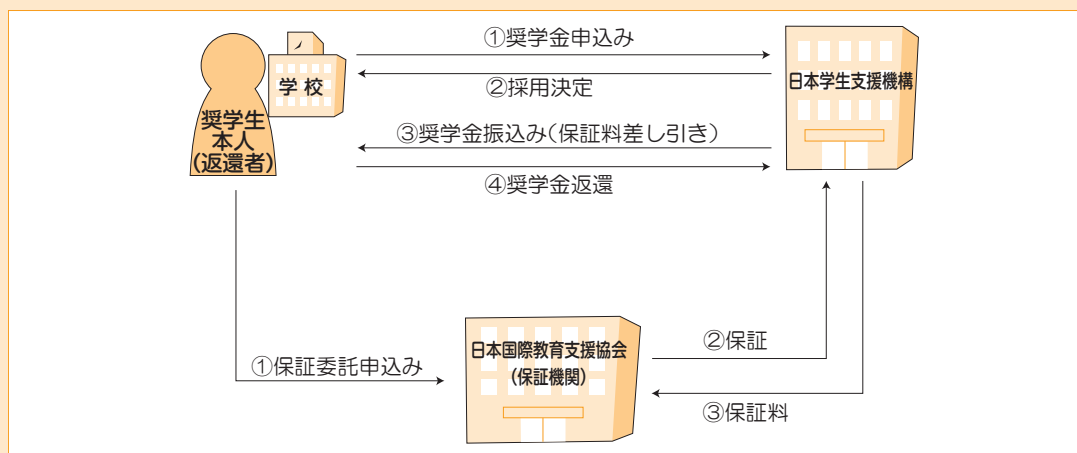 ①奨学金申込み
学校
②採用決定
日本学生支援機構
奨学生
本人
(返還者)
③奨学金振込み(保証料差し引き)
④奨学金返還
日本国際教育支援協会
(保証機関)
①保証委託申込み
②保証
③保証料